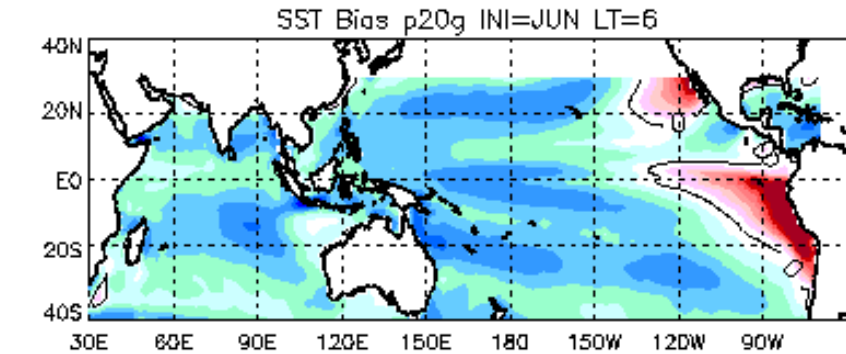 SST Bias p20g INI=JUN LT=6
40N
20N
EQ
20S
40S
30E 60E 90E 120E 150E 180 150W 120W 90W